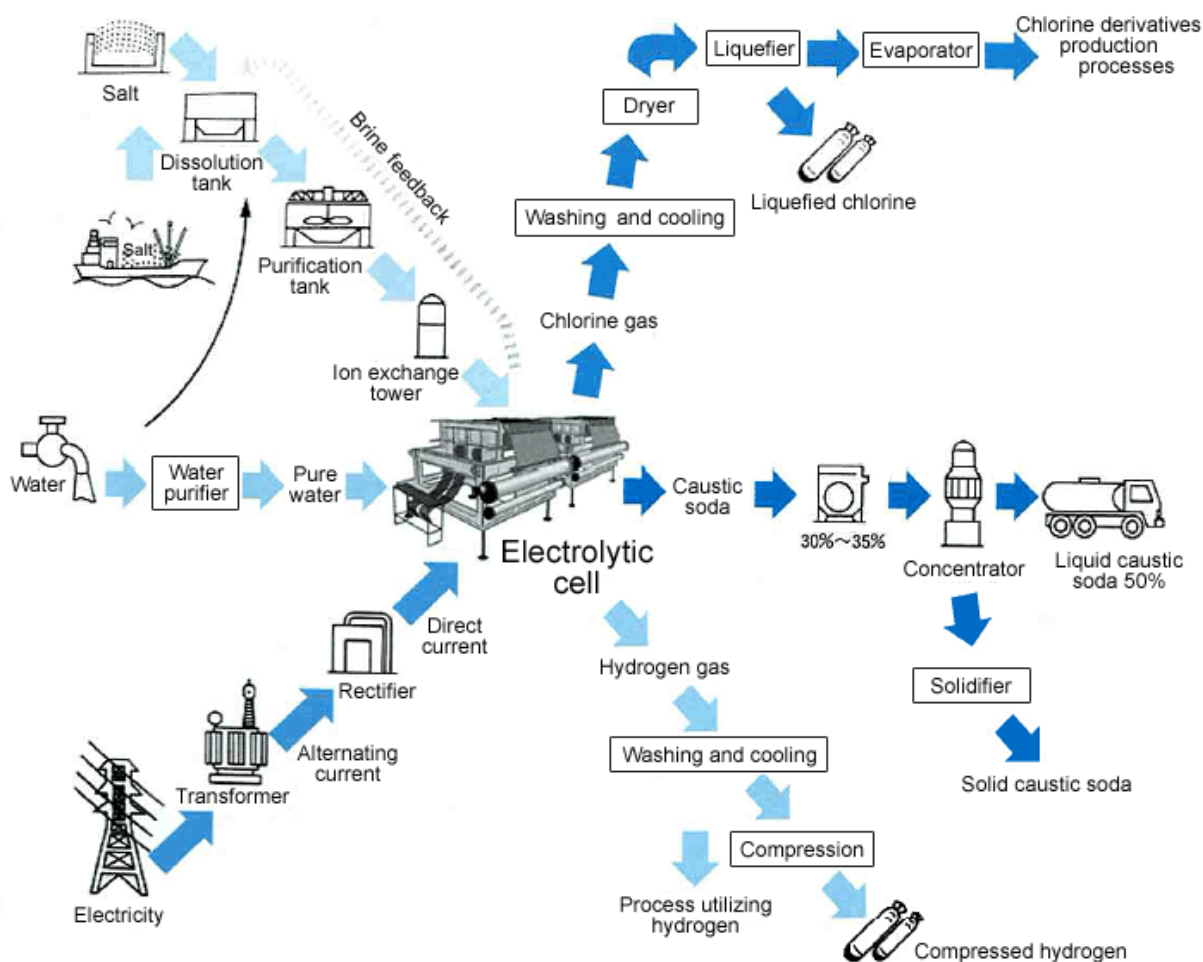 Salt
Dissolution
tank
Salt
Brine feedback
Purification
tank
Ion exchange
tower
Water
Water
purifier
Pure
water
Electrolytic
cell
Electricity
Transformer
Alternating
current
Rectifier
Direct
current
Chlorine gas
Washing and cooling
Dryer
Liquefier
Liquefied chlorine
Evaporator
Chlorine derivatives
production
processes
Caustic
soda
30%～35%
Concentrator
Liquid caustic
soda 50%
Solidifier
Solid caustic soda
Hydrogen gas
Washing and cooling
Process utilizing
hydrogen
Compression
Compressed hydrogen